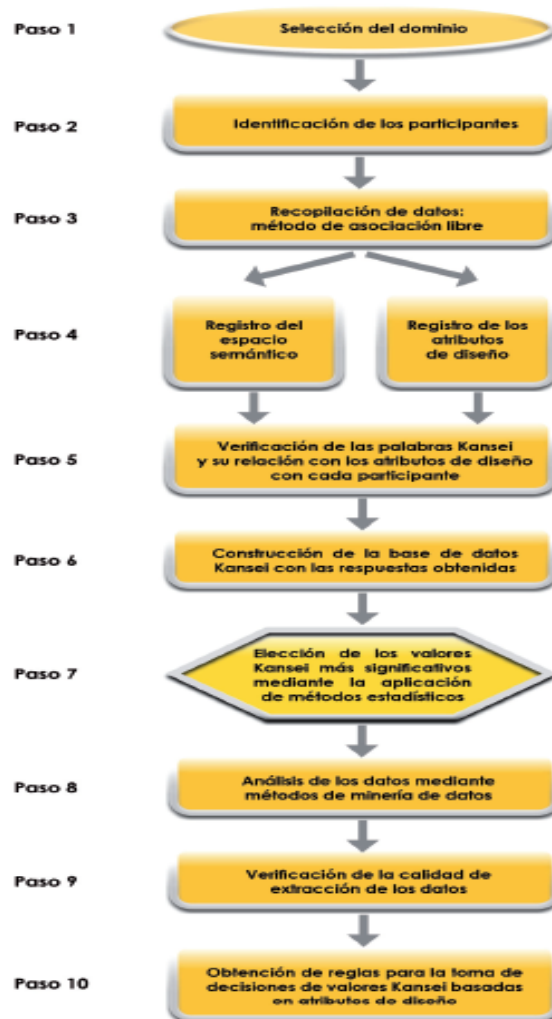 Paso 1
Selección del dominio
Paso 2
Identificación de los participantes
Paso 3
Recopilación de datos:
método de asociación libre
Paso 4
Registro del
espacio
semántico
Registro de los
atributos
de diseño
Paso 5
Verificación de las palabras Kansei
y su relación con los atributos de diseño
con cada participante
Paso 6
Construcción de la base de datos
Kansei con las respuestas obtenidas
Paso 7
Elección de los valores
Kansei más significativos
mediante la aplicación
de métodos estadísticos
Paso 8
Análisis de los datos mediante
métodos de minería de datos
Paso 9
Verificación de la calidad de
extracción de los datos
Paso 10
Obtención de reglas para la toma de
decisiones de valores Kansei basadas
en atributos de diseño